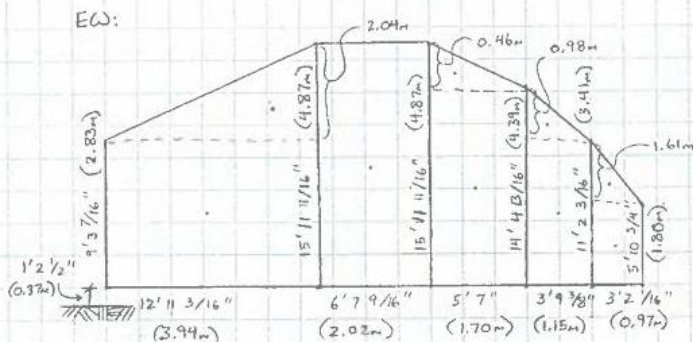 EW:
2.04m
0.46m
0.98m
1.61m
(2.83m)
9' 3 7/16"
(4.87m)
15' 11 11/16"
(4.87m)
15' 11 11/16"
(4.39m)
14' 4 13/16"
(3.41m)
11' 2 3/16"
(1.80m)
5' 10 3/4"
1' 2 1/2"
(0.37m)
12' 11 3/16" 6' 7 9/16" 5' 7" 3' 9 3/8" 3' 2 1/16"
(3.94m) (2.02m) (1.70m) (1.15m) (0.97m)